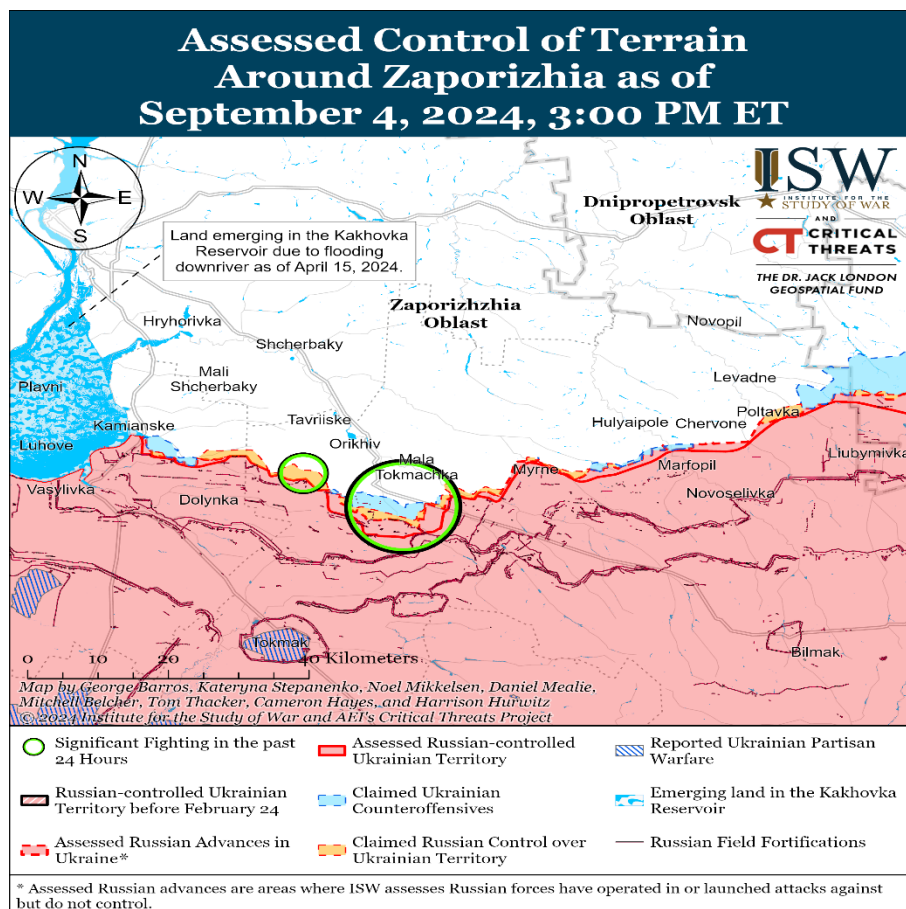 Assessed Control of Terrain
Around Zaporizhia as of
September 4, 2024, 3:00 PM ET
N
W
E
S
ISW
INSTITUTE FOR THE
STUDY OF WAR
AND
CT CRITICAL
THREATS
THE DR. JACK LONDON
GEOSPATIAL FUND
Dnipropetrovsk
Oblast
Land emerging in the Kakhovka
Reservoir due to flooding
downriver as of April 15, 2024.
Zaporizhzhia
Oblast
Hryhorivka
Novopil
Shcherbaky
Mali
Shcherbaky
Levadne
Plavni
Tavriiske
Poltavka
Kamianske
Hulyaipole
Chervone
Orikhiv
Luhove
Mala
Tokmachka
Liubymivka
Myrne
Marfopil
Vasylivka
Dolynka
Novoselivka
Tokmak
Bilmak
0
20
40 Kilometers
Map by George Barros, Kateryna Stepanenko, Noel Mikkelsen, Daniel Mealie,
Mitchell Belcher, Tom Thacker, Cameron Hayes, and Harrison Hurwitz
© 2024 Institute for the Study of War and AEI's Critical Threats Project
Significant Fighting in the past
24 Hours
Russian-controlled Ukrainian
Territory before February 24
Assessed Russian Advances in
Ukraine*
Assessed Russian-controlled
Ukrainian Territory
Claimed Ukrainian
Counteroffensives
Claimed Russian Control over
Ukrainian Territory
Reported Ukrainian Partisan
Warfare
Emerging land in the Kakhovka
Reservoir
Russian Field Fortifications
* Assessed Russian advances are areas where ISW assesses Russian forces have operated in or launched attacks against
but do not control.